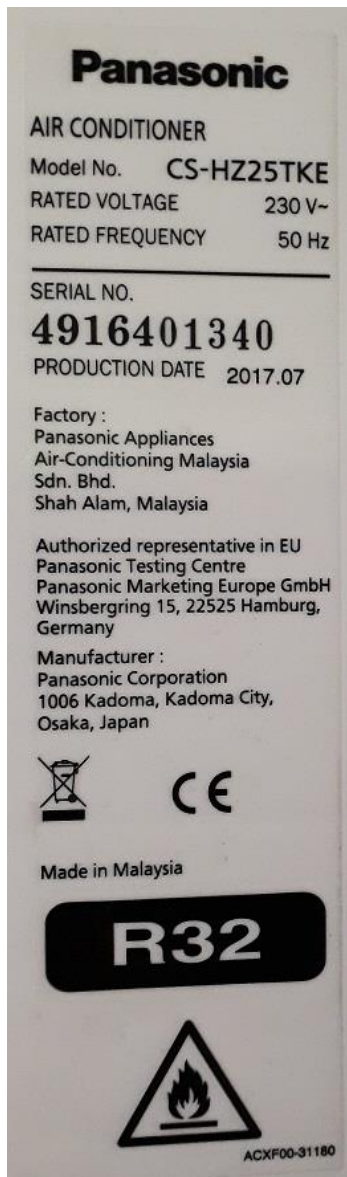 Panasonic
AIR CONDITIONER
Model No. CS-HZ25TKE
RATED VOLTAGE 230 V~
RATED FREQUENCY 50 Hz
SERIAL NO.
4916401340
PRODUCTION DATE 2017.07
Factory :
Panasonic Appliances
Air-Conditioning Malaysia
Sdn. Bhd.
Shah Alam, Malaysia
Authorized representative in EU
Panasonic Testing Centre
Panasonic Marketing Europe GmbH
Winsbergring 15, 22525 Hamburg,
Germany
Manufacturer :
Panasonic Corporation
1006 Kadoma, Kadoma City,
Osaka, Japan
CE
Made in Malaysia
R32
ACXF00-31180